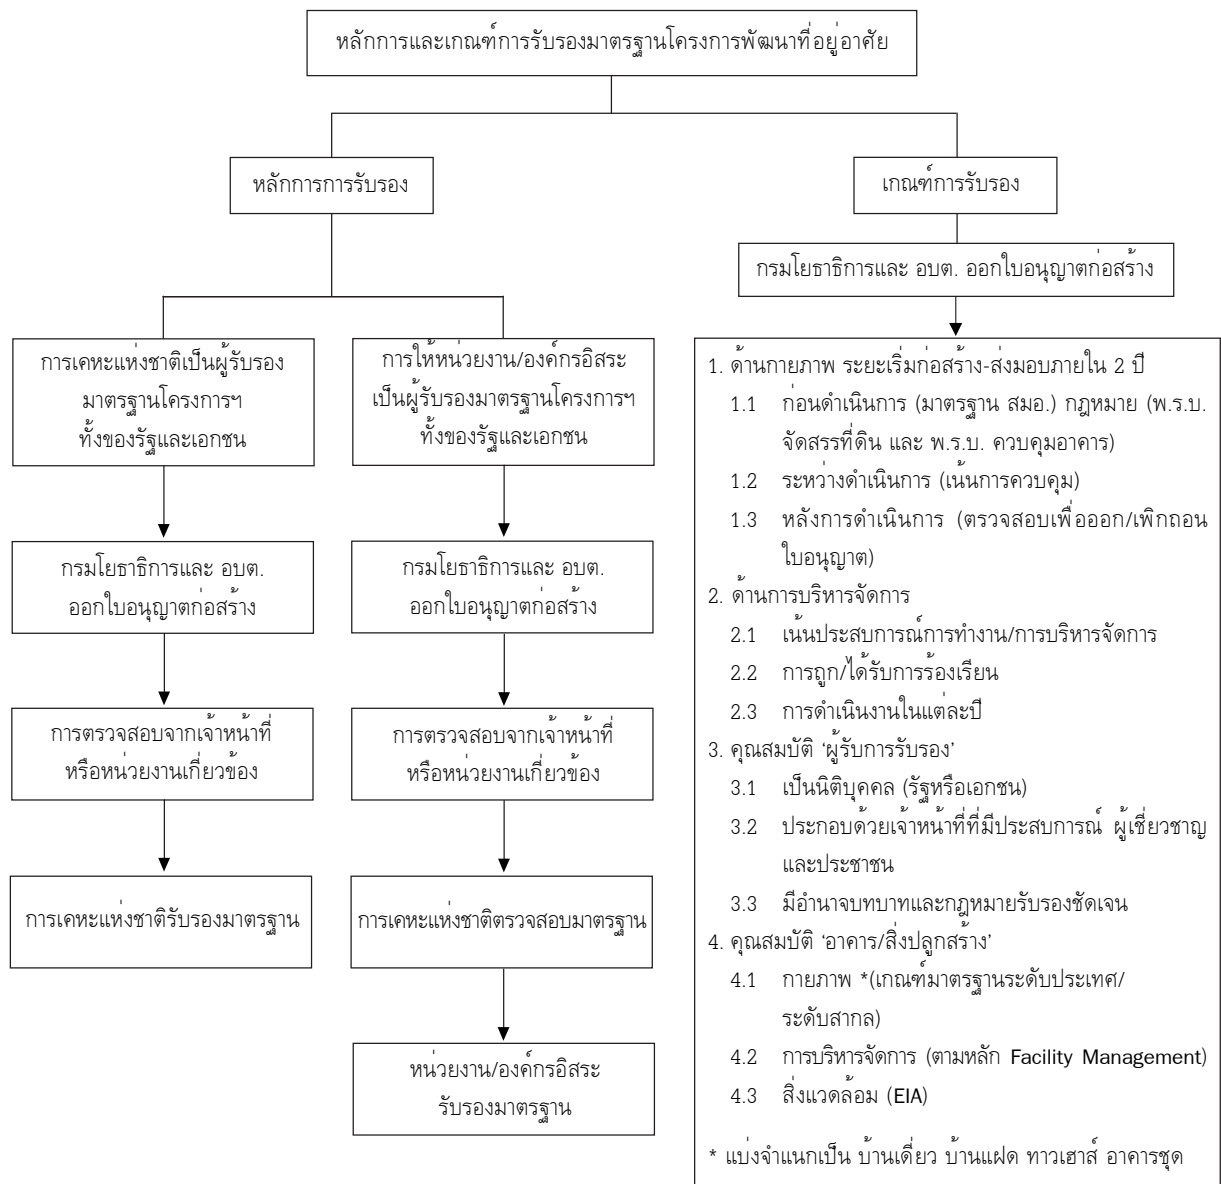 หลักการและเกณฑ์การรับรองมาตรฐานโครงการพัฒนาที่อยู่อาศัย
หลักการการรับรอง
เกณฑ์การรับรอง
กรมโยธาธิการและ อบต. ออกใบอนุญาตก่อสร้าง
การเคหะแห่งชาติเป็นผู้รับรอง
มาตรฐานโครงการฯ
ทั้งของรัฐและเอกชน
การให้หน่วยงาน/องค์กรอิสระ
เป็นผู้รับรองมาตรฐานโครงการฯ
ทั้งของรัฐและเอกชน
กรมโยธาธิการและ อบต.
ออกใบอนุญาตก่อสร้าง
กรมโยธาธิการและ อบต.
ออกใบอนุญาตก่อสร้าง
การตรวจสอบจากเจ้าหน้าที่
หรือหน่วยงานเกี่ยวข้อง
การตรวจสอบจากเจ้าหน้าที่
หรือหน่วยงานเกี่ยวข้อง
การเคหะแห่งชาติรับรองมาตรฐาน
การเคหะแห่งชาติตรวจสอบมาตรฐาน
หน่วยงาน/องค์กรอิสระ
รับรองมาตรฐาน
1. ด้านกายภาพ ระยะเริ่มก่อสร้าง-ส่งมอบภายใน 2 ปี
1.1 ก่อนดำเนินการ (มาตรฐาน สมอ.) กฎหมาย (พ.ร.บ.
จัดสรรที่ดิน และ พ.ร.บ. ควบคุมอาคาร)
1.2 ระหว่างดำเนินการ (เน้นการควบคุม)
1.3 หลังการดำเนินการ (ตรวจสอบเพื่อออก/เพิกถอน
ใบอนุญาต)
2. ด้านการบริหารจัดการ
2.1 เน้นประสบการณ์การทำงาน/การบริหารจัดการ
2.2 การถูก/ได้รับการร้องเรียน
2.3 การดำเนินงานในแต่ละปี
3. คุณสมบัติ ‘ผู้รับการรับรอง’
3.1 เป็นนิติบุคคล (รัฐหรือเอกชน)
3.2 ประกอบด้วยเจ้าหน้าที่ที่มีประสบการณ์ ผู้เชี่ยวชาญ
และประชาชน
3.3 มีอำนาจบทบาทและกฎหมายรับรองชัดเจน
4. คุณสมบัติ ‘อาคาร/สิ่งปลูกสร้าง’
4.1 กายภาพ *(เกณฑ์มาตรฐานระดับประเทศ/
ระดับสากล)
4.2 การบริหารจัดการ (ตามหลัก Facility Management)
4.3 สิ่งแวดล้อม (EIA)
* แบ่งจำแนกเป็น บ้านเดี่ยว บ้านแฝด ทาวเฮาส์ อาคารชุด